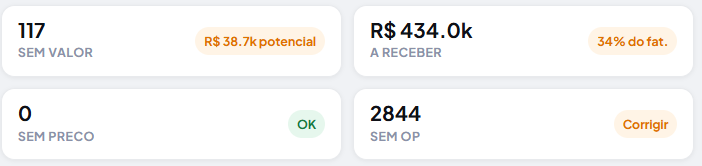 117
SEM VALOR
R$ 38.7k potencial
R$ 434.0k
A RECEBER
34% do fat.
0
SEM PRECO
OK
2844
SEM OP
Corrigir